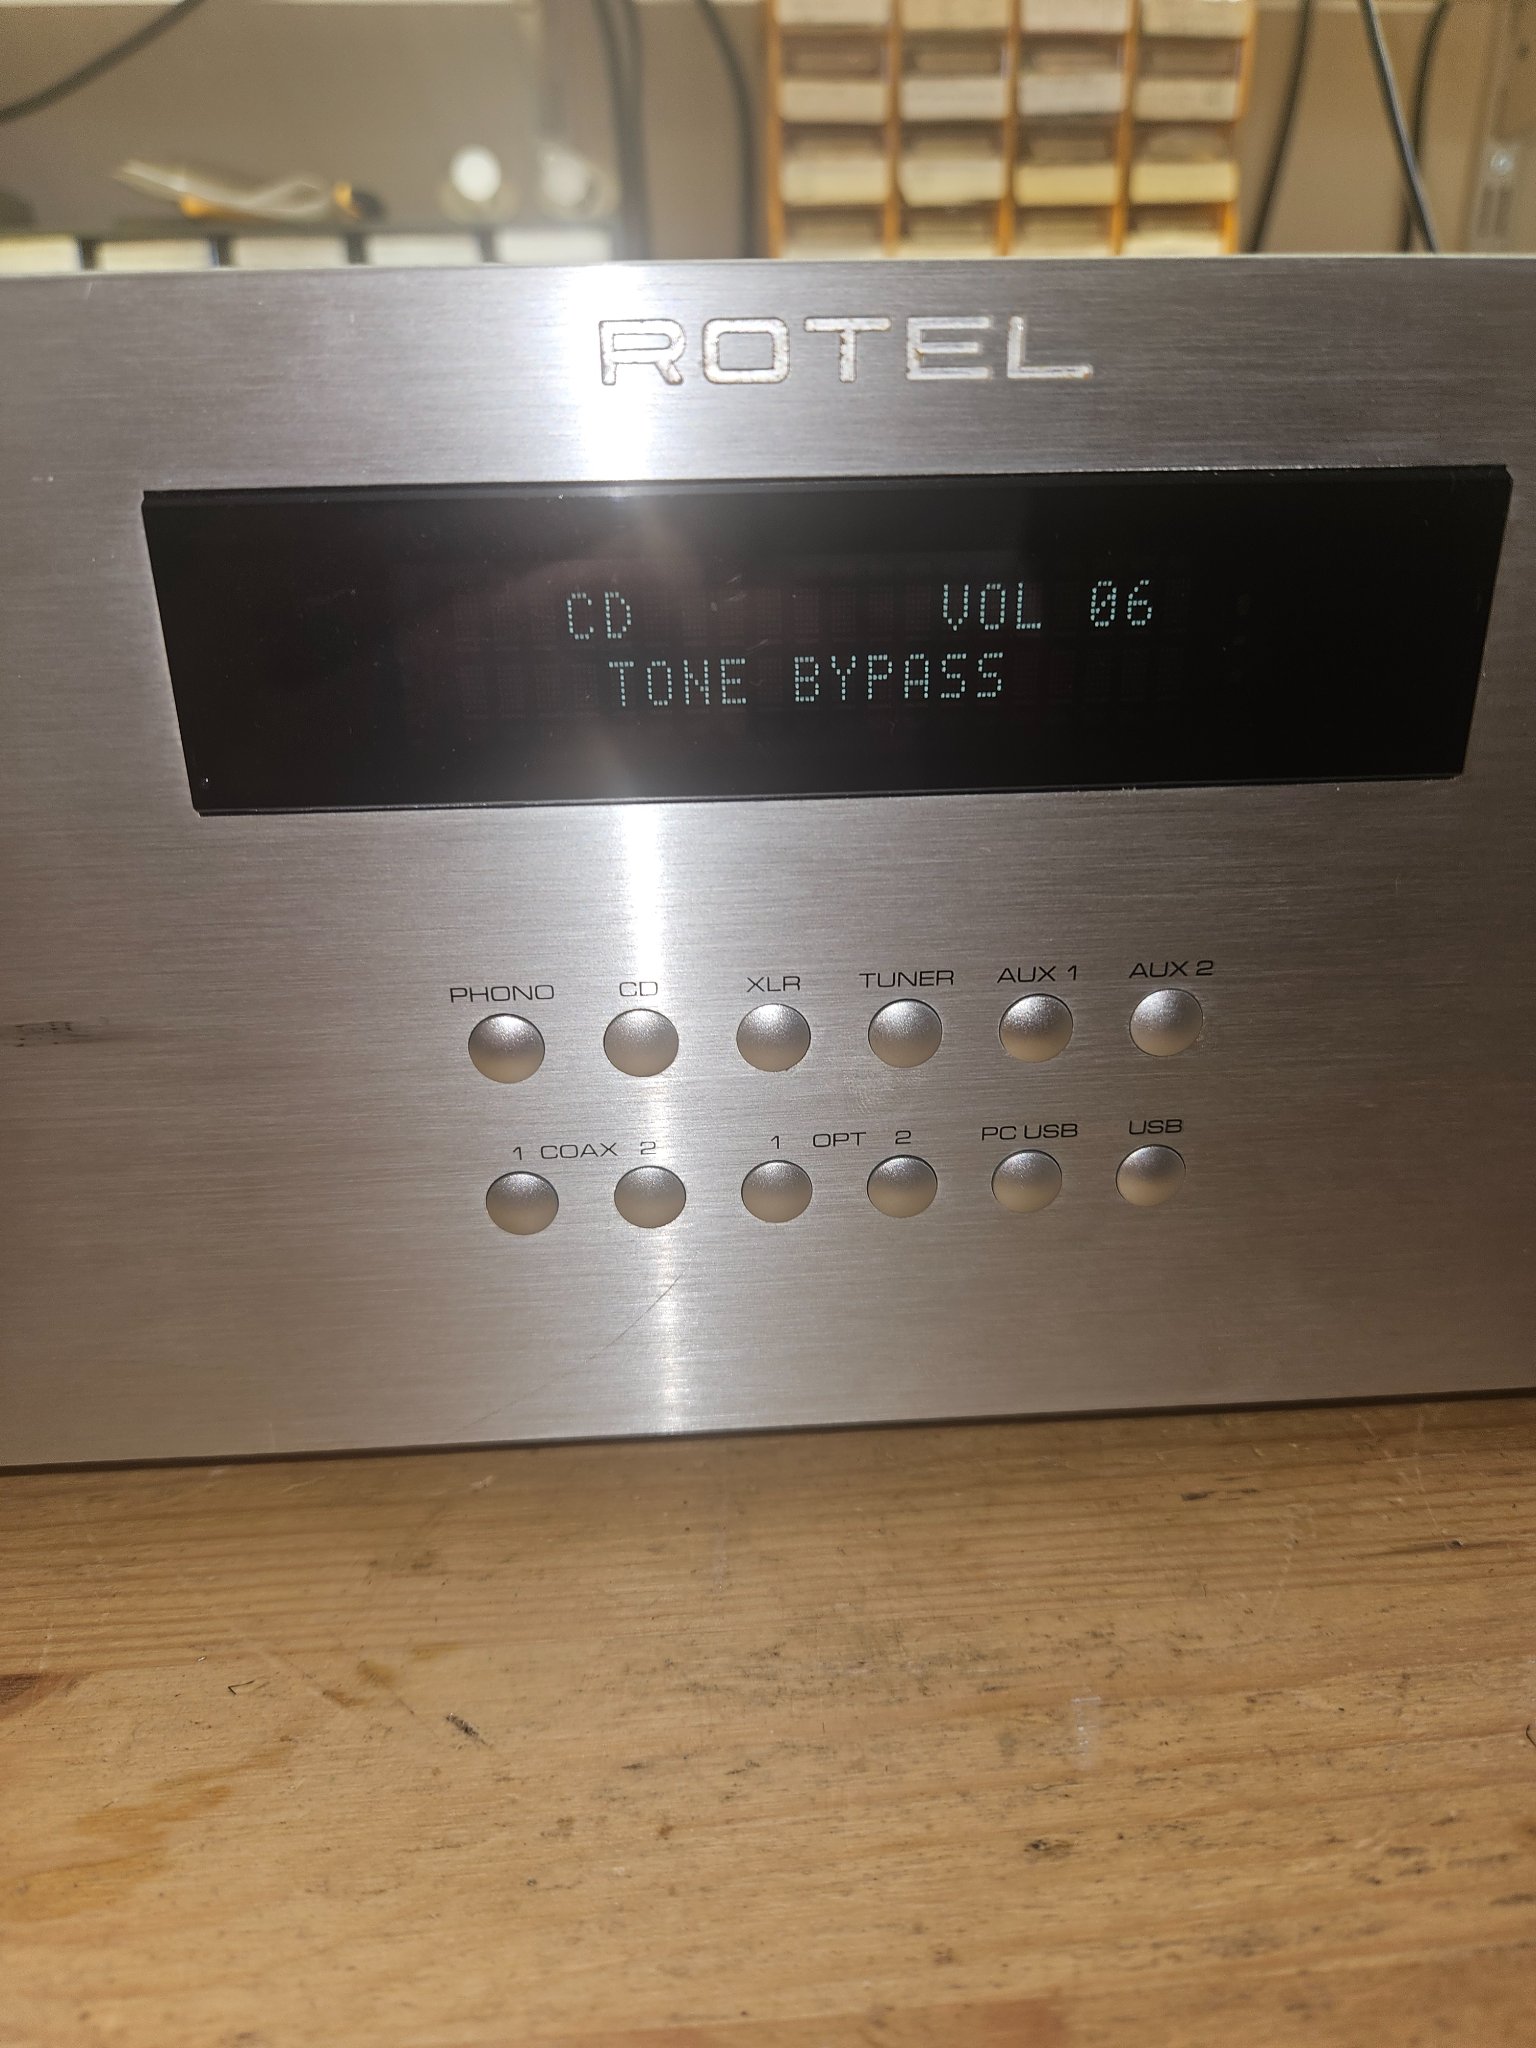 ROTEL
CD VOL 06
TONE BYPASS
PHONO CD XLR TUNER AUX 1 AUX 2
1 COAX 2 1 OPT 2 PC USB USB